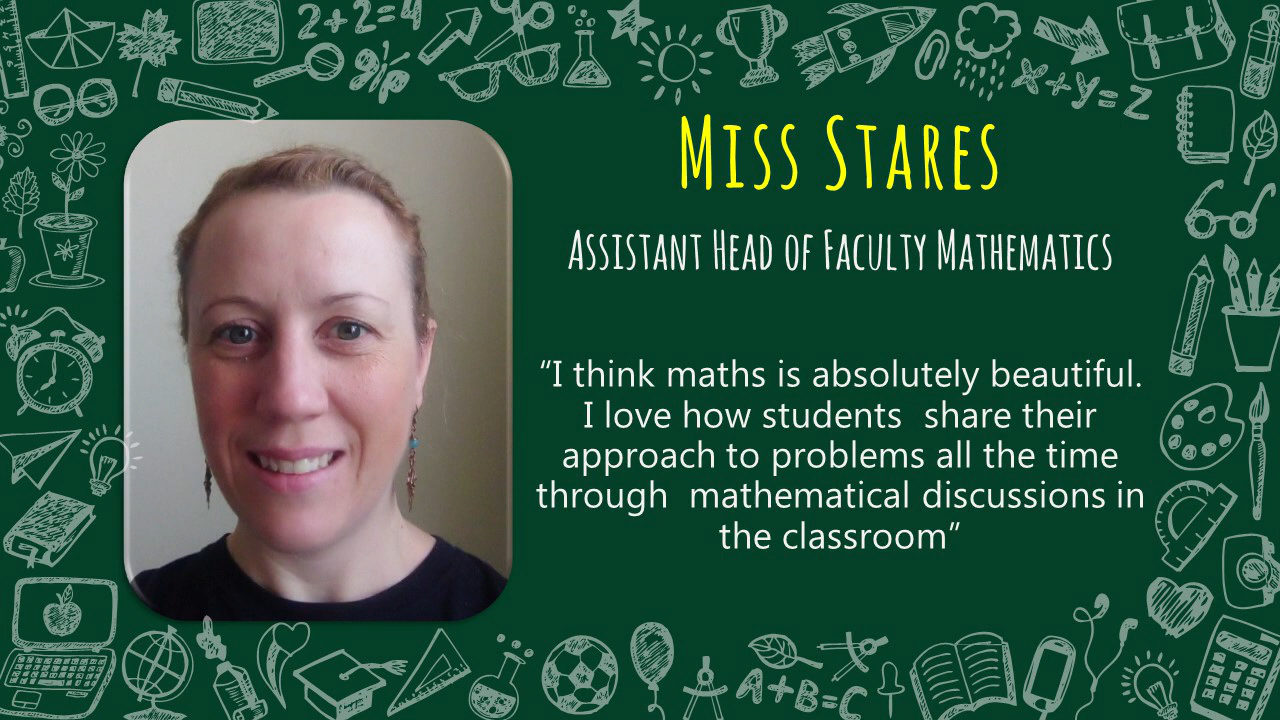 2+2=4
x+y=z
Miss Stares
Assistant Head of Faculty Mathematics
“I think maths is absolutely beautiful.
I love how students  share their
approach to problems all the time
through  mathematical discussions in
the classroom”
A+B=C